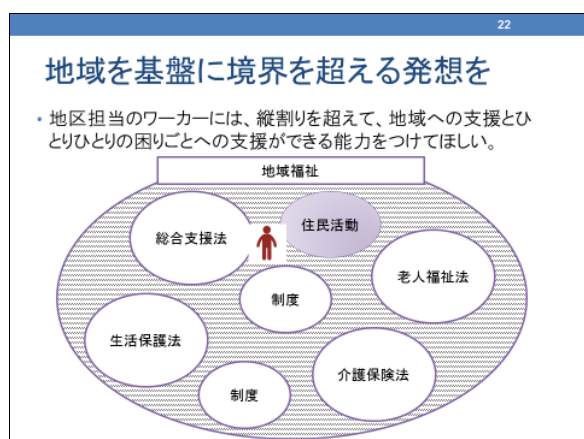 22
地域を基盤に境界を超える発想を
・地区担当のワーカーには、縦割りを超えて、地域への支援とひ
とりひとりの困りごとへの支援ができる能力をつけてほしい。
地域福祉
総合支援法
住民活動
老人福祉法
制度
生活保護法
介護保険法
制度